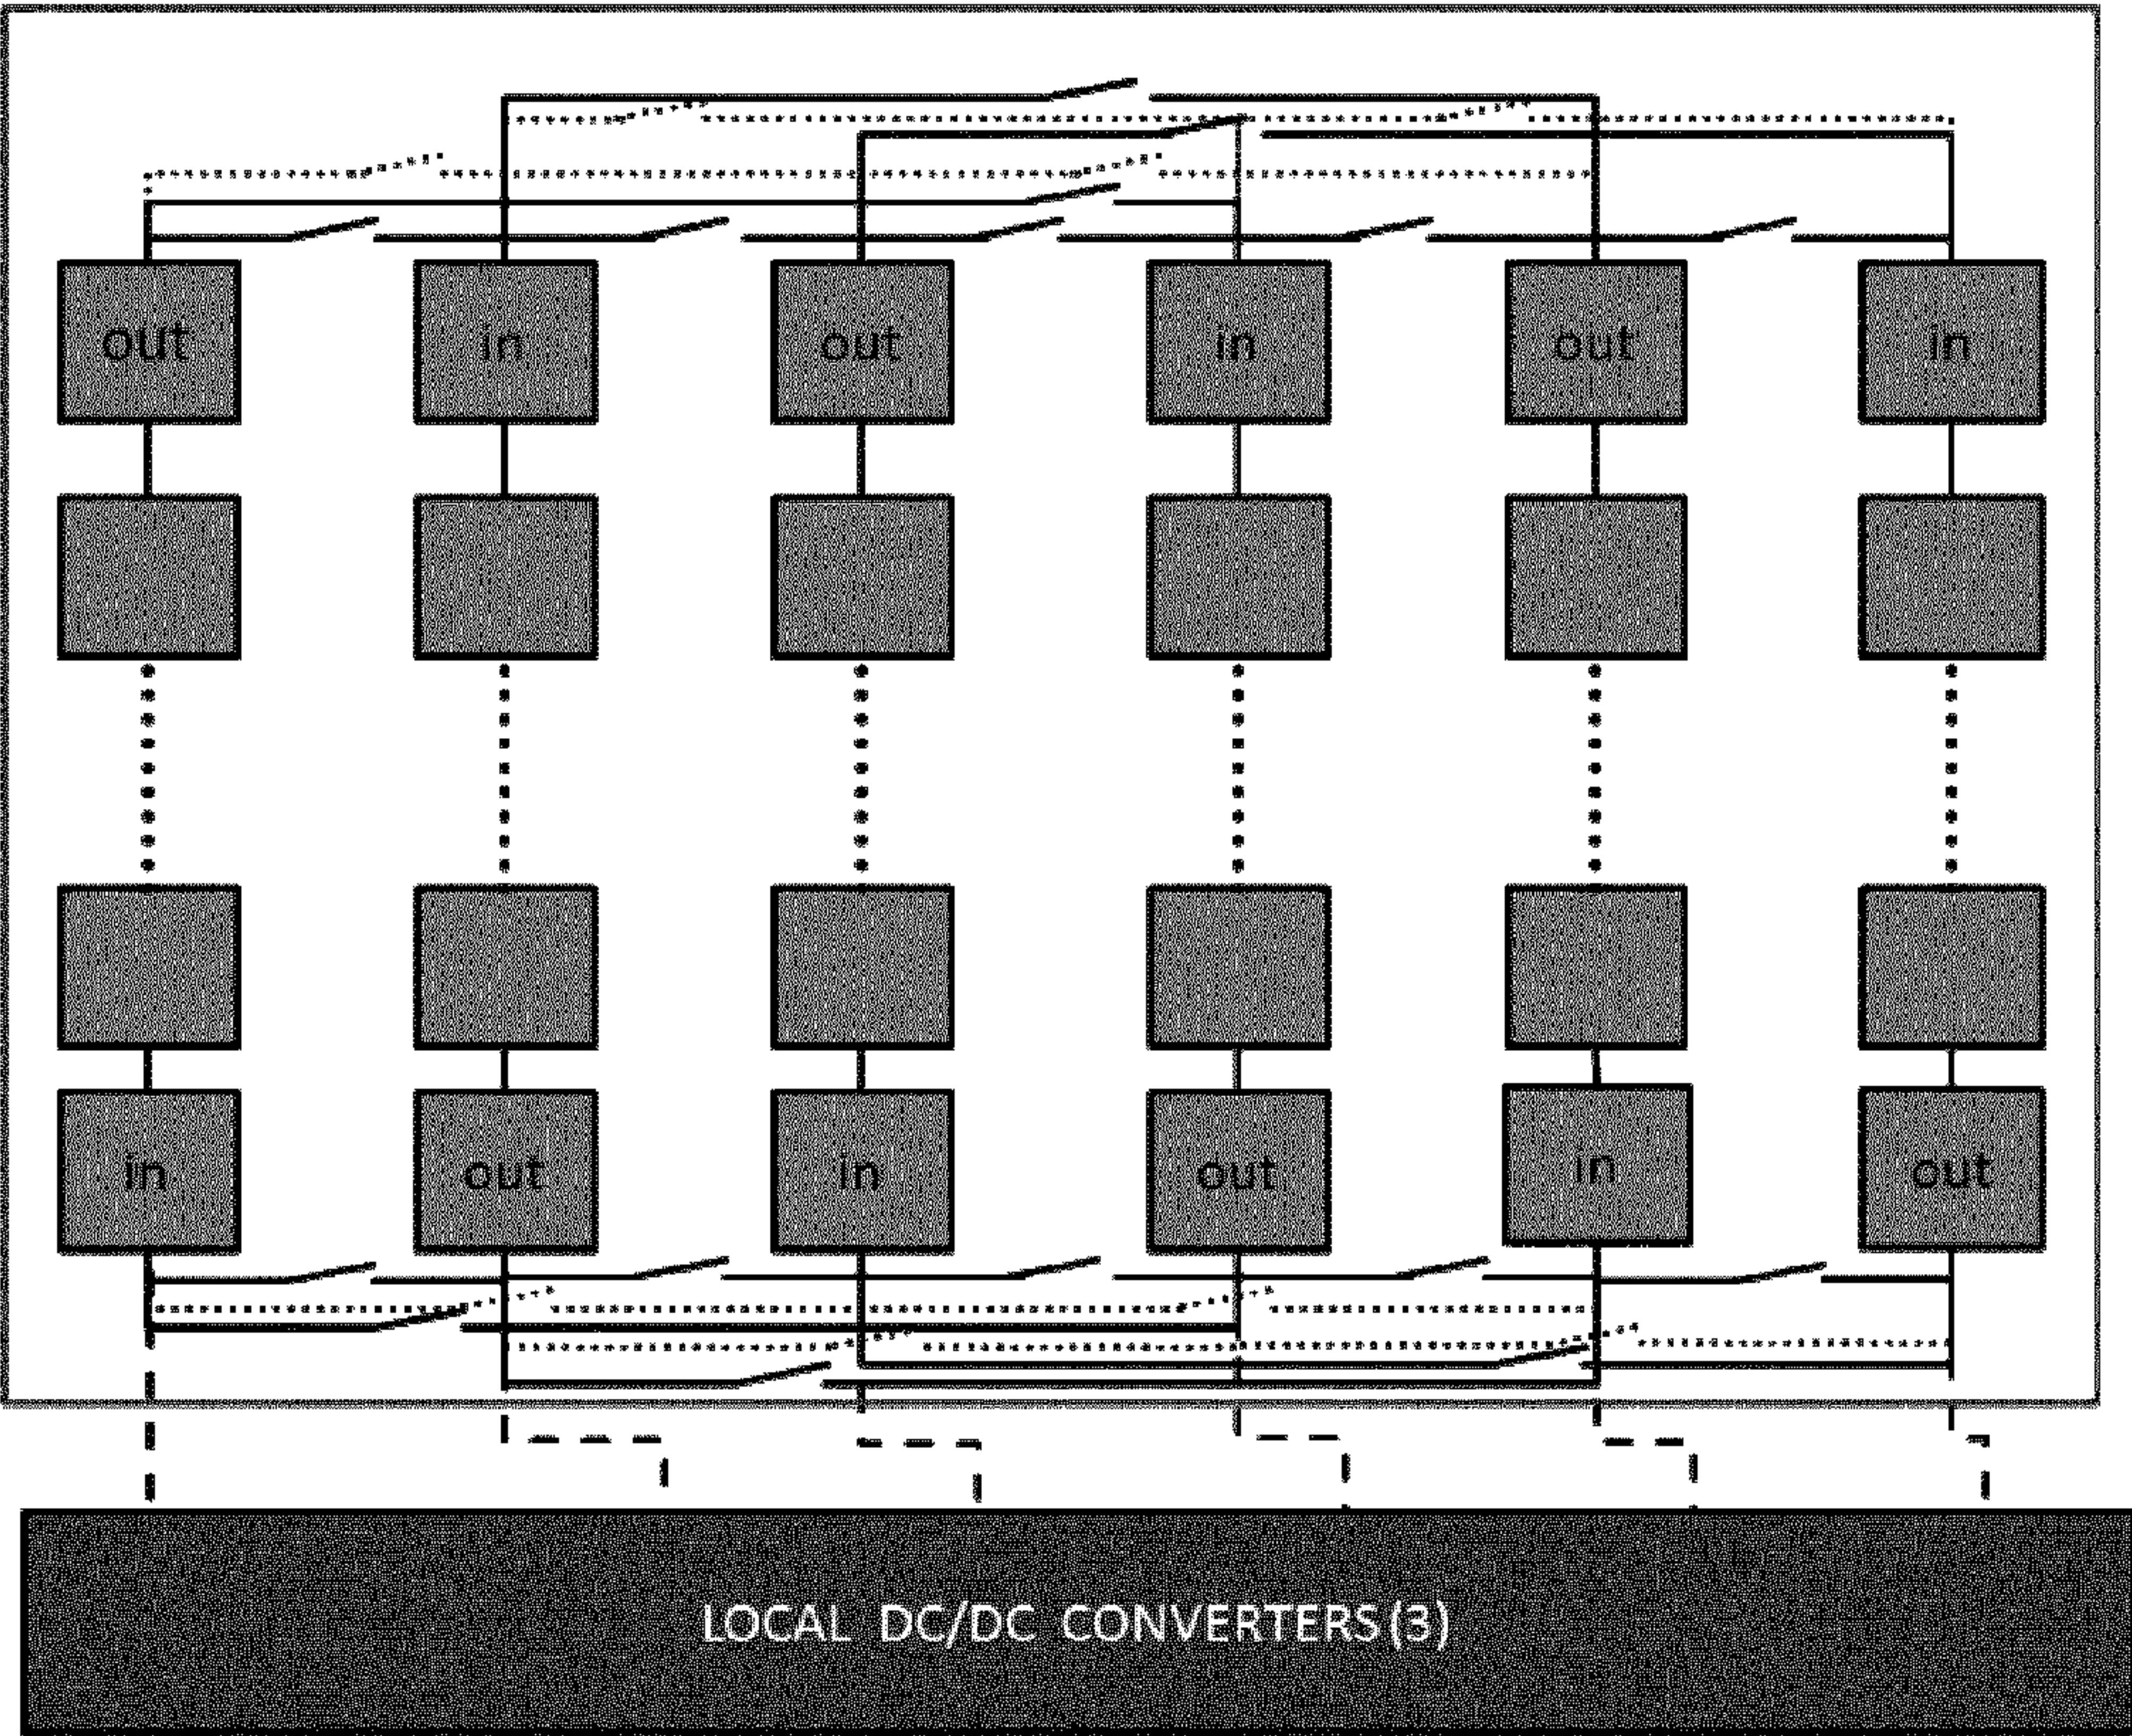 out in out in out in
in out in out in out
LOCAL DC/DC CONVERTERS(3)